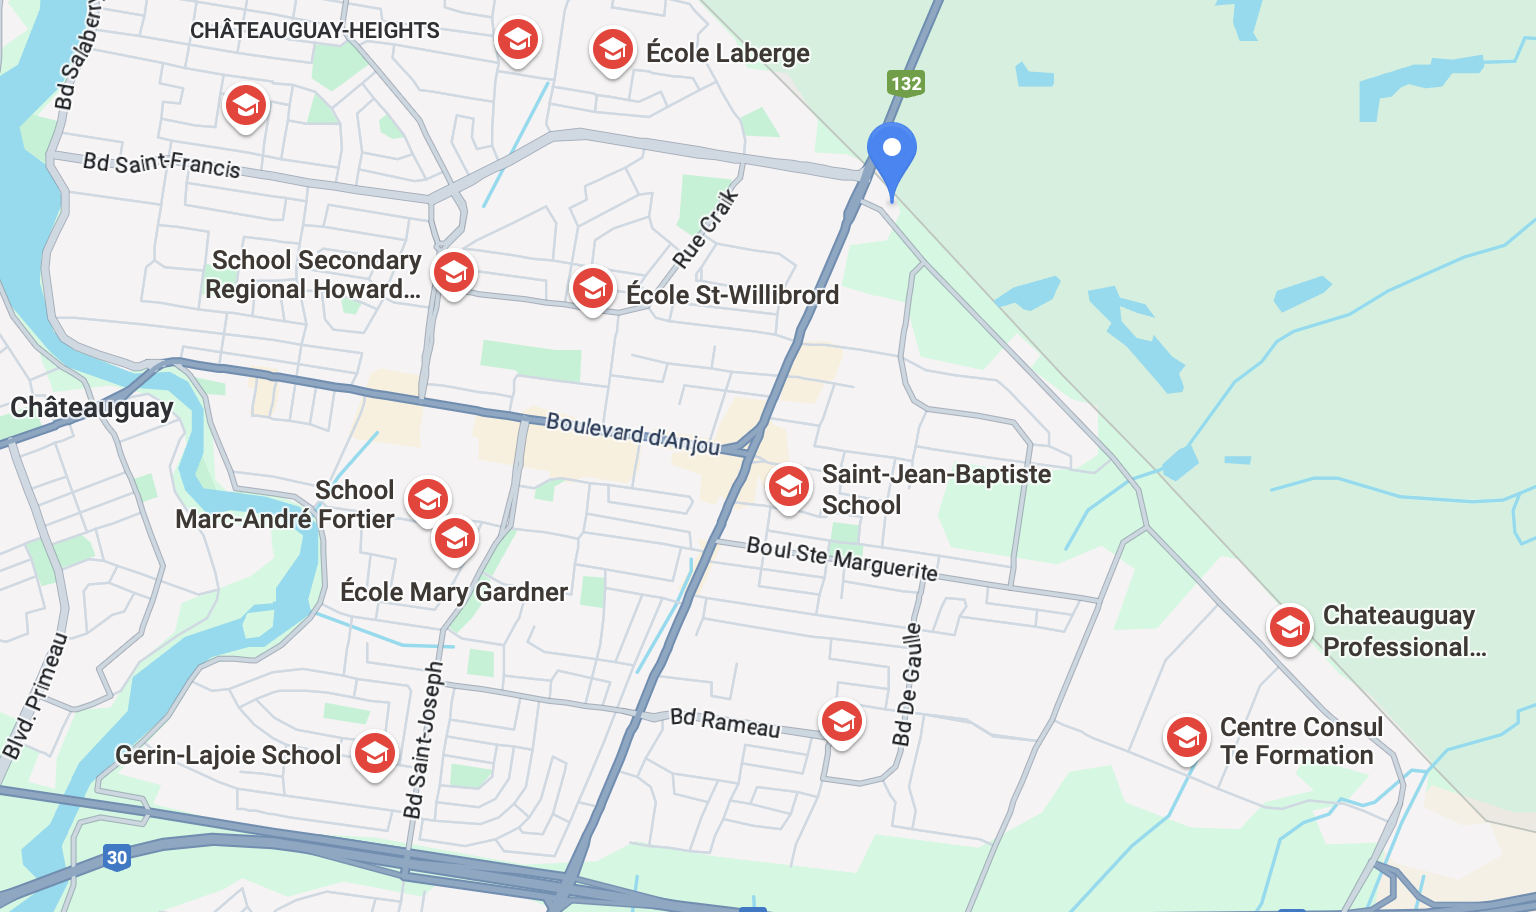 CHÂTEAUGUAY-HEIGHTS
École Laberge
Bd Salaberry
132
Bd Saint-Francis
Rue Craik
School Secondary
Regional Howard...
École St-Willibrord
Châteauguay
Boulevard d'Anjou
School
Marc-André Fortier
Saint-Jean-Baptiste
School
École Mary Gardner
Boul Ste Marguerite
Chateauguay
Professional...
Blvd. Primeau
Bd Saint-Joseph
Bd De Gaulle
Bd Rameau
Gerin-Lajoie School
Centre Consul
Te Formation
30